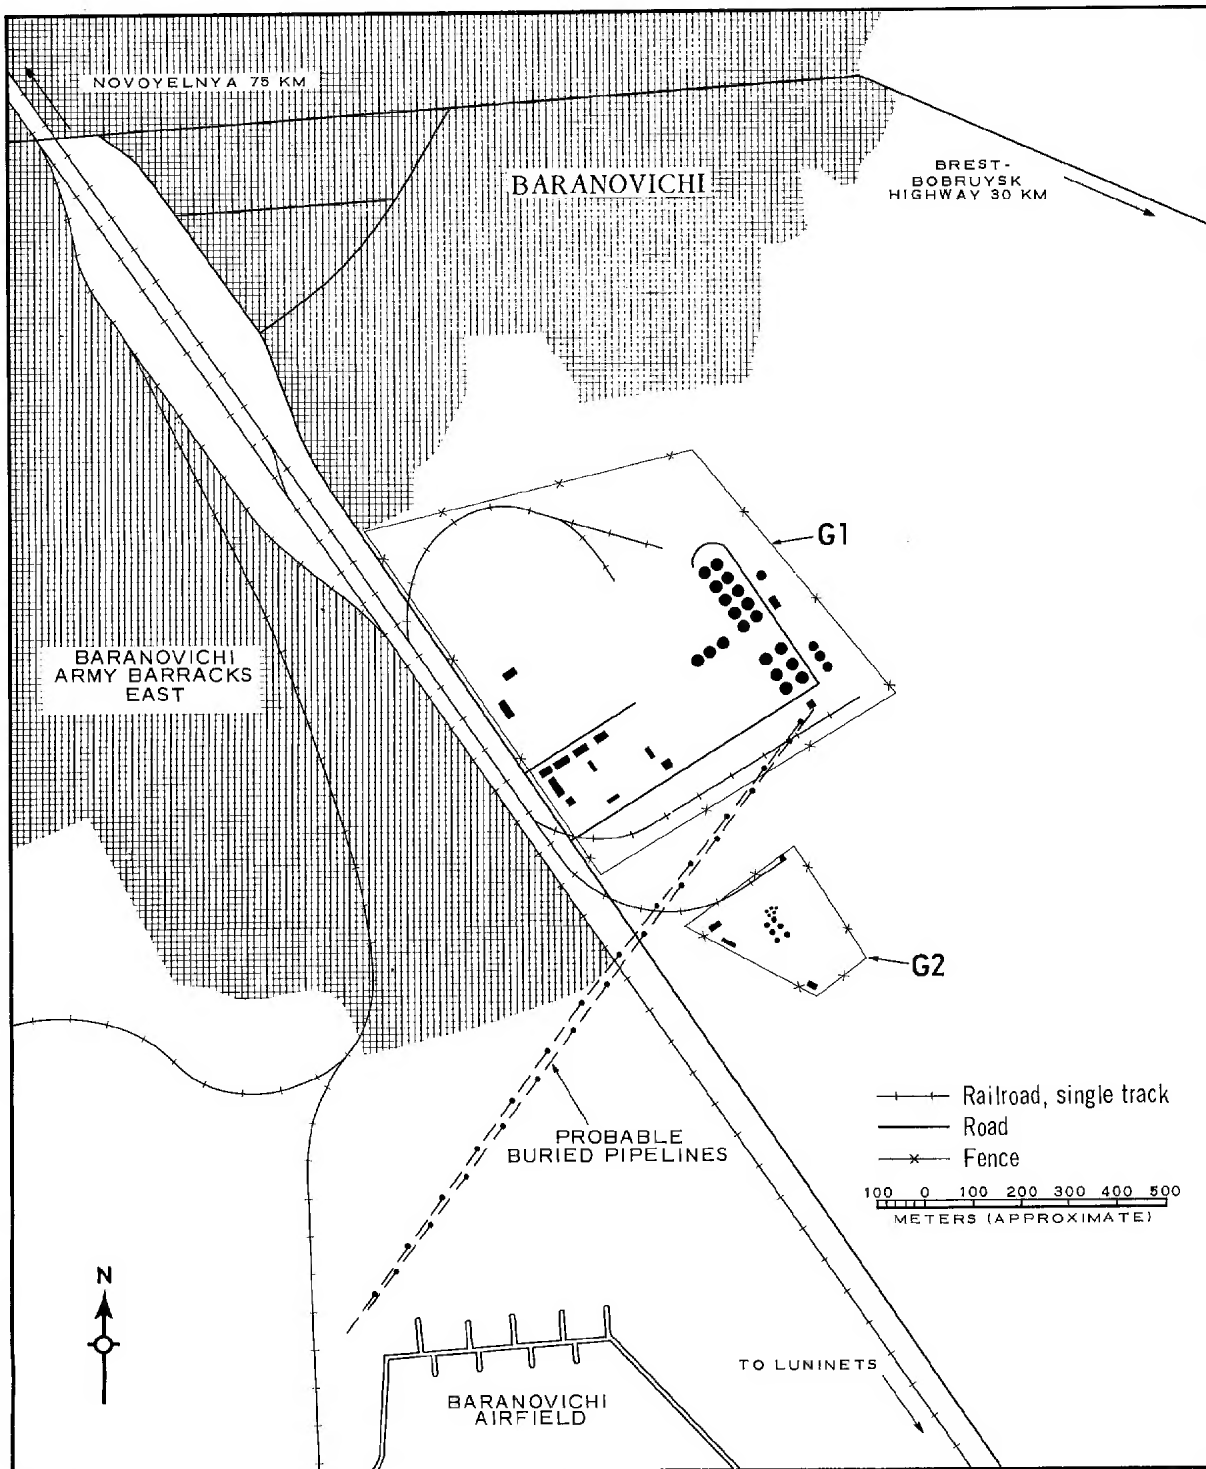 NOVOYELNYA 75 KM
BARANOVICHI
BREST-
BOBRUYSK
HIGHWAY 30 KM
G1
BARANOVICHI
ARMY BARRACKS
EAST
G2
PROBABLE
BURIED PIPELINES
Railroad, single track
Road
Fence
100 0 100 200 300 400 500
METERS (APPROXIMATE)
N
TO LUNINETS
BARANOVICHI
AIRFIELD